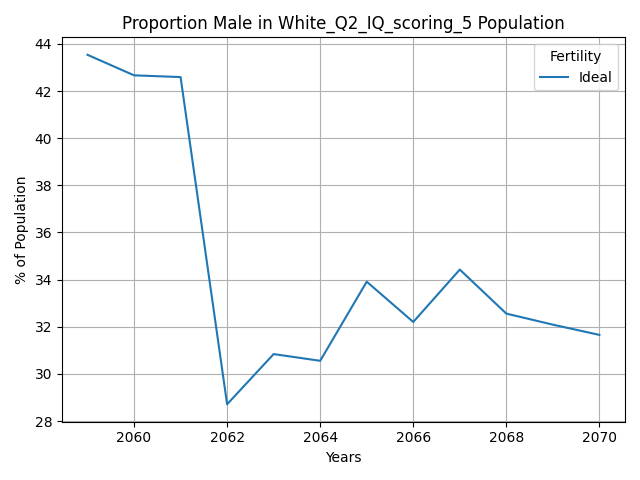 Proportion Male in White_Q2_IQ_scoring_5 Population
Fertility
Ideal
% of Population
44
42
40
38
36
34
32
30
28
2060 2062 2064 2066 2068 2070
Years